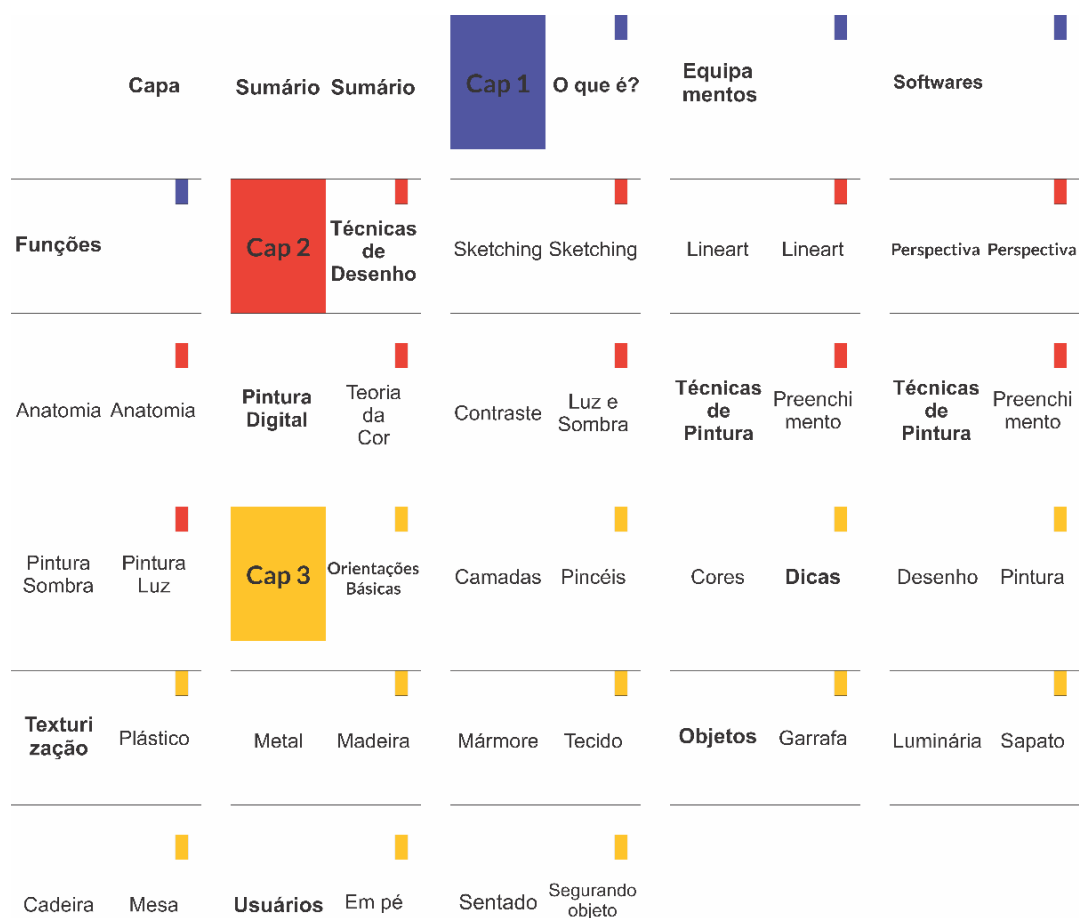 Capa
Sumário Sumário
Cap 1 O que é?
Equipa
mentos
Softwares
Funções
Cap 2
Técnicas
de
Desenho
Sketching Sketching
Lineart Lineart
Perspectiva Perspectiva
Anatomia Anatomia
Pintura
Digital
Teoria
da
Cor
Contraste
Luz e
Sombra
Técnicas
de
Pintura
Preenchi
mento
Técnicas
de
Pintura
Preenchi
mento
Pintura
Sombra
Pintura
Luz
Cap 3
Orientações
Básicas
Camadas Pincéis
Cores Dicas
Desenho Pintura
Texturi
zação
Plástico
Metal Madeira
Mármore Tecido
Objetos Garrafa
Luminária Sapato
Cadeira Mesa
Usuários Em pé
Sentado
Segurando
objeto